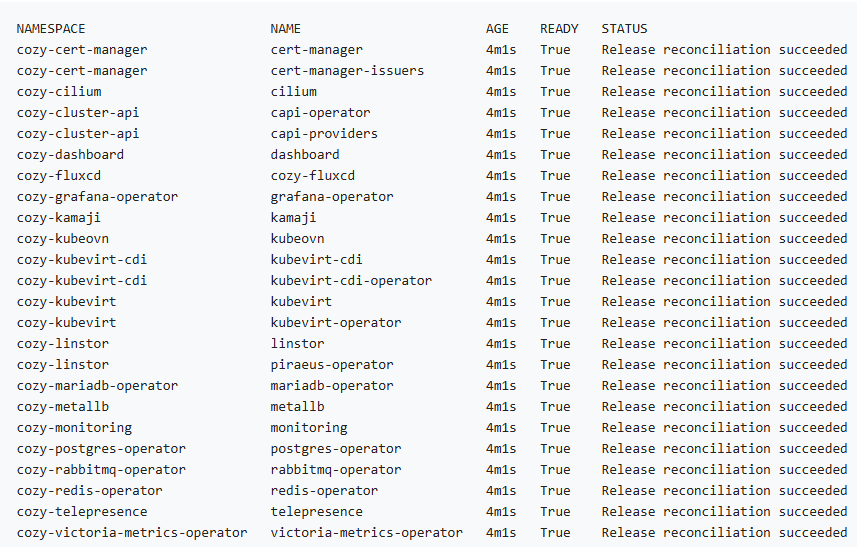 NAMESPACE NAME AGE READY STATUS
cozy-cert-manager cert-manager 4m1s True Release reconciliation succeeded
cozy-cert-manager cert-manager-issuers 4m1s True Release reconciliation succeeded
cozy-cilium cilium 4m1s True Release reconciliation succeeded
cozy-cluster-api capi-operator 4m1s True Release reconciliation succeeded
cozy-cluster-api capi-providers 4m1s True Release reconciliation succeeded
cozy-dashboard dashboard 4m1s True Release reconciliation succeeded
cozy-fluxcd cozy-fluxcd 4m1s True Release reconciliation succeeded
cozy-grafana-operator grafana-operator 4m1s True Release reconciliation succeeded
cozy-kamaji kamaji 4m1s True Release reconciliation succeeded
cozy-kubeovn kubeovn 4m1s True Release reconciliation succeeded
cozy-kubevirt-cdi kubevirt-cdi 4m1s True Release reconciliation succeeded
cozy-kubevirt-cdi kubevirt-cdi-operator 4m1s True Release reconciliation succeeded
cozy-kubevirt kubevirt 4m1s True Release reconciliation succeeded
cozy-kubevirt kubevirt-operator 4m1s True Release reconciliation succeeded
cozy-linstor linstor 4m1s True Release reconciliation succeeded
cozy-linstor piraeus-operator 4m1s True Release reconciliation succeeded
cozy-mariadb-operator mariadb-operator 4m1s True Release reconciliation succeeded
cozy-metallb metallb 4m1s True Release reconciliation succeeded
cozy-monitoring monitoring 4m1s True Release reconciliation succeeded
cozy-postgres-operator postgres-operator 4m1s True Release reconciliation succeeded
cozy-rabbitmq-operator rabbitmq-operator 4m1s True Release reconciliation succeeded
cozy-redis-operator redis-operator 4m1s True Release reconciliation succeeded
cozy-telepresence telepresence 4m1s True Release reconciliation succeeded
cozy-victoria-metrics-operator victoria-metrics-operator 4m1s True Release reconciliation succeeded